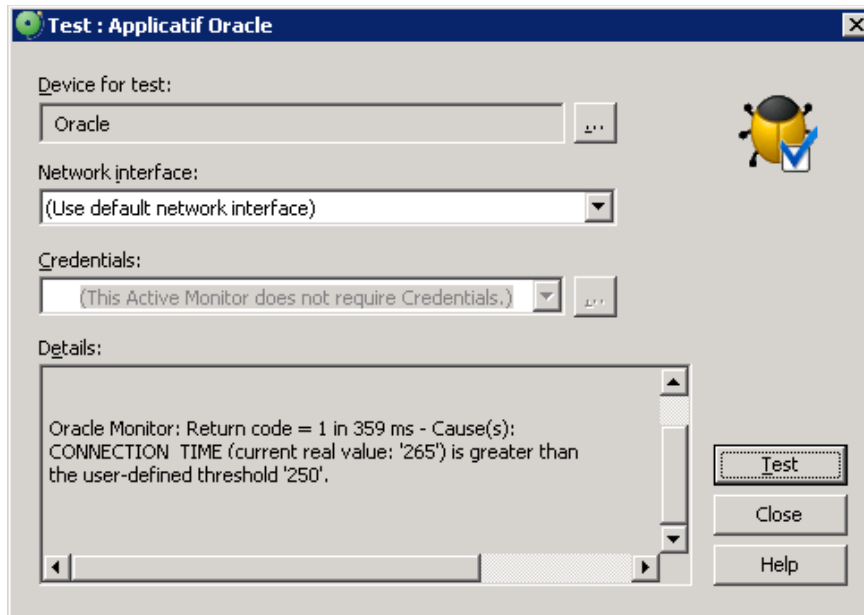 Test : Applicatif Oracle
Device for test:
Oracle
...
Network interface:
(Use default network interface)
Credentials:
(This Active Monitor does not require Credentials.)
...
Details:
Oracle Monitor: Return code = 1 in 359 ms - Cause(s):
CONNECTION_TIME (current real value: '265') is greater than
the user-defined threshold '250'.
Test
Close
Help